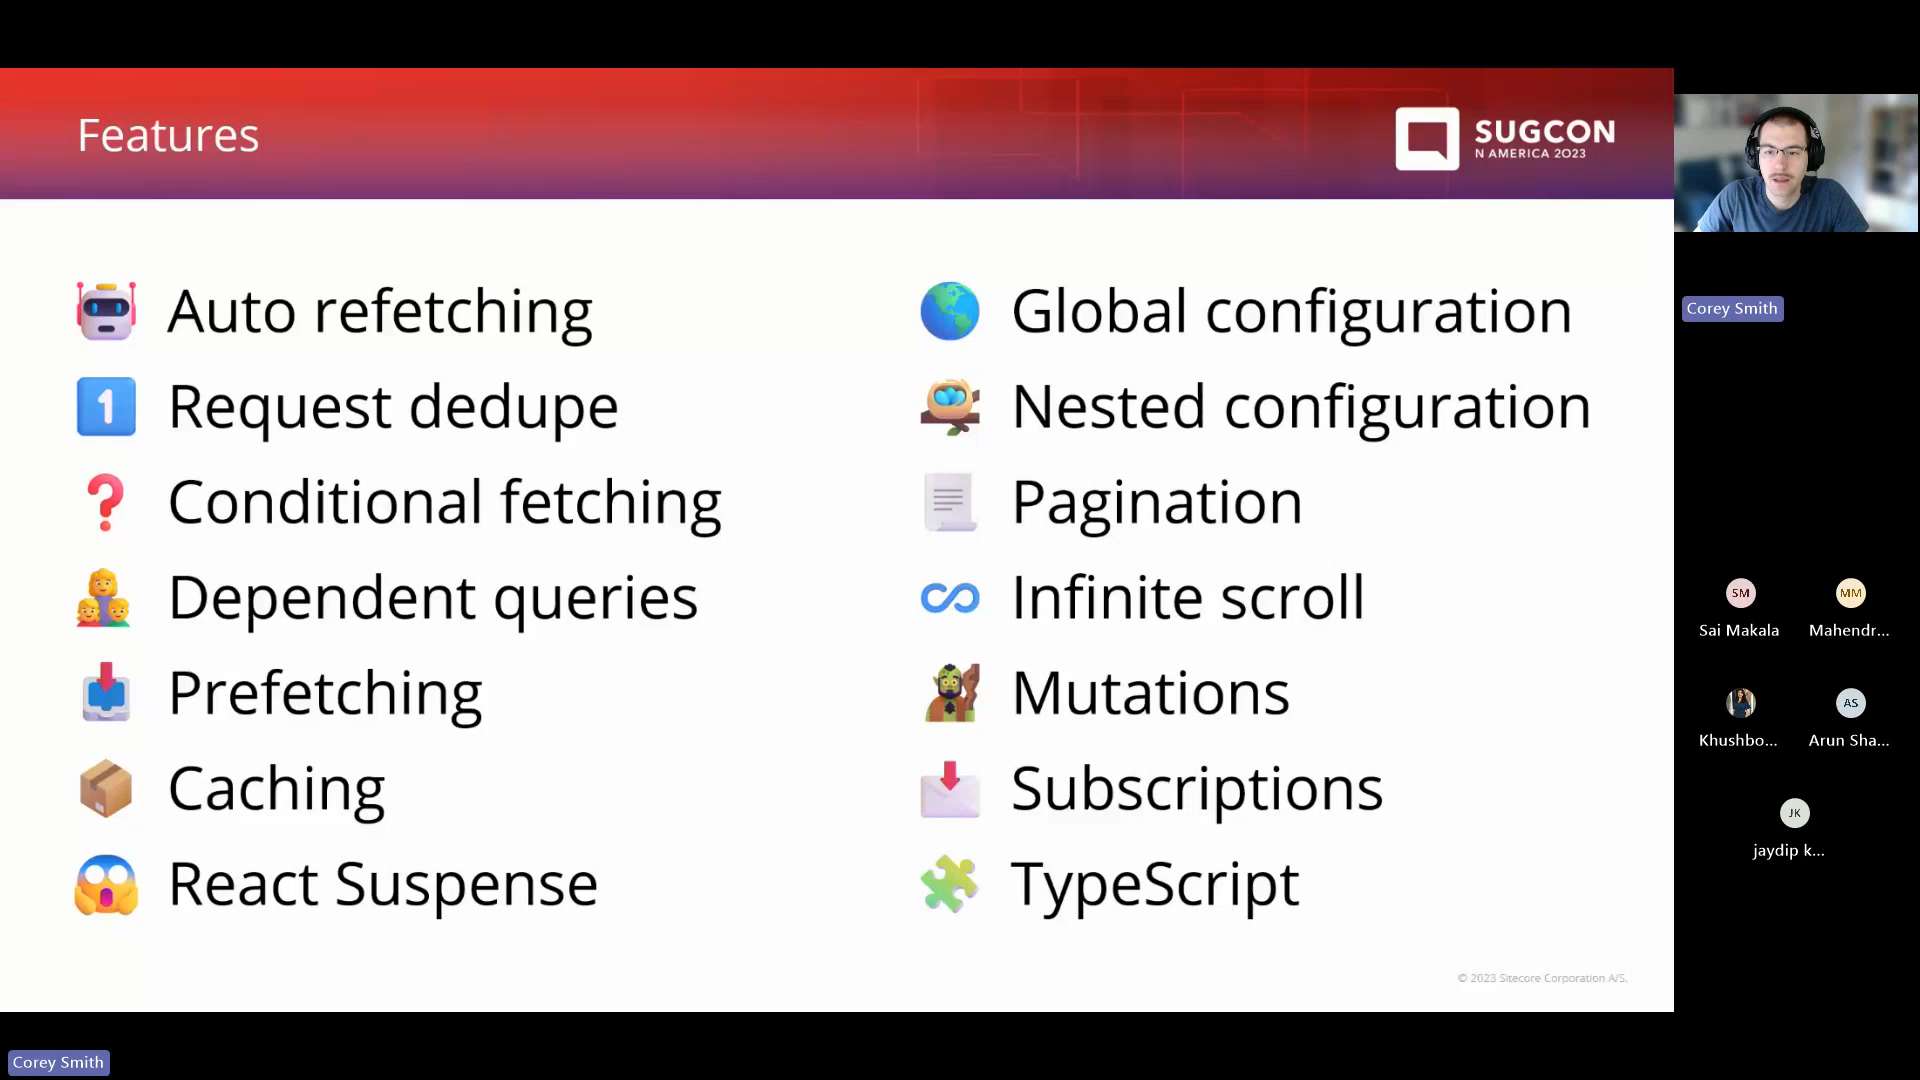 Features
SUGCON
N AMERICA 2023
Auto refetching
1
Request dedupe
Conditional fetching
Dependent queries
Prefetching
Caching
React Suspense
Global configuration
Nested configuration
Pagination
Infinite scroll
Mutations
Subscriptions
TypeScript
© 2023 Sitecore Corporation A/S.
Corey Smith
SM
Sai Makala
MM
Mahendr...
Khushbo...
AS
Arun Sha...
JK
jaydip k...
Corey Smith